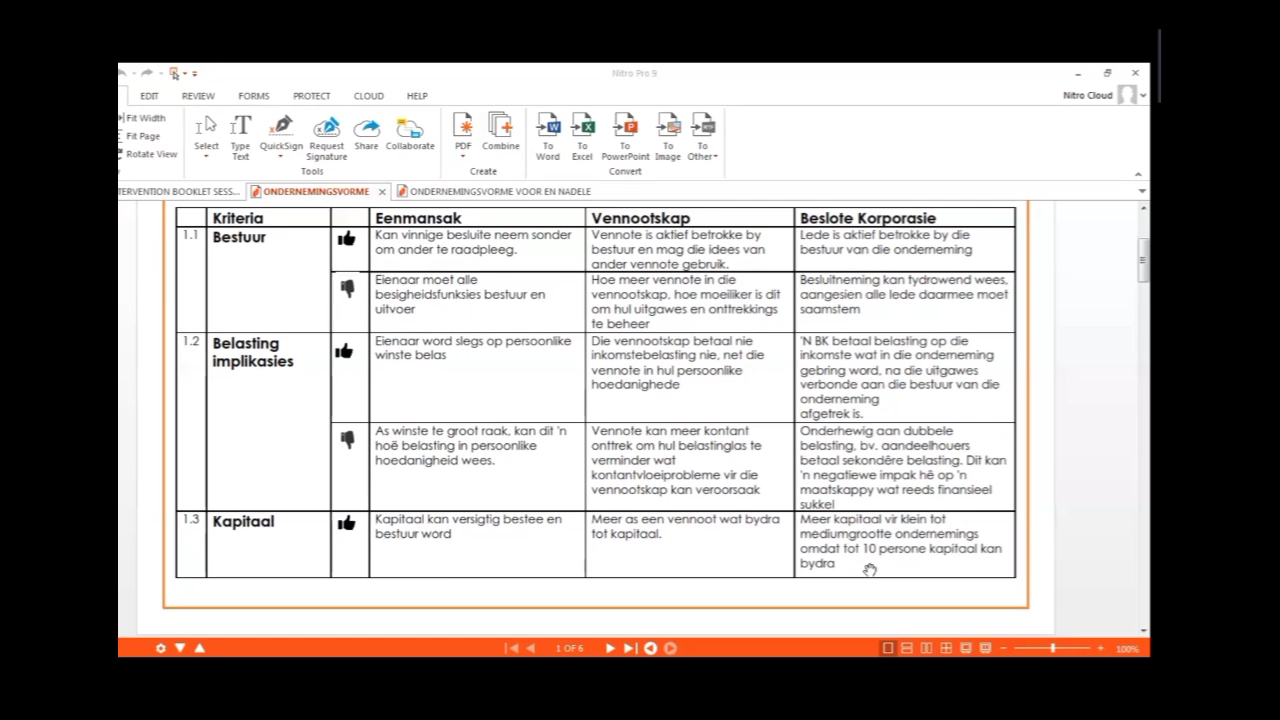 Nitro Pro 9
EDIT REVIEW FORMS PROTECT CLOUD HELP
Nitro Cloud
Fit Width
Fit Page
Rotate View
Select
Type Text
QuickSign
Request Signature
Share
Collaborate
Tools
PDF
Combine
Create
To Word
To Excel
To PowerPoint
To Image
To Other
Convert
TERVENTION BOOKLET SESS...
ONDERNEMINGSVORME
ONDERNEMINGSVORME VOOR EN NADELE
Kriteria Eenmansak Vennootskap Beslote Korporasie
1.1 Bestuur
Kan vinnige besluite neem sonder
om ander te raadpleeg.
Vennote is aktief betrokke by
bestuur en mag die idees van
ander vennote gebruik.
Lede is aktief betrokke by die
bestuur van die onderneming
Eienaar moet alle
besigheidsfunksies bestuur en
uitvoer
Hoe meer vennote in die
vennootskap, hoe moeiliker is dit
om hul uitgawes en onttrekkings
te beheer
Besluitneming kan tydrowend wees,
aangesien alle lede daarmee moet
saamstem
1.2 Belasting
implikasies
Eienaar word slegs op persoonlike
winste belas
Die vennootskap betaal nie
inkomstebelasting nie, net die
vennote in hul persoonlike
hoedanighede
'N BK betaal belasting op die
inkomste wat in die onderneming
gebring word, na die uitgawes
verbonde aan die bestuur van die
onderneming
afgetrek is.
As winste te groot raak, kan dit 'n
hoë belasting in persoonlike
hoedanigheid wees.
Vennote kan meer kontant
onttrek om hul belastinglas te
verminder wat
kontantvloeiprobleme vir die
vennootskap kan veroorsaak
Onderhewig aan dubbele
belasting, bv. aandeelhouers
betaal sekondêre belasting. Dit kan
'n negatiewe impak hê op 'n
maatskappy wat reeds finansieel
sukkel
1.3 Kapitaal
Kapitaal kan versigtig bestee en
bestuur word
Meer as een vennoot wat bydra
tot kapitaal.
Meer kapitaal vir klein tot
mediumgrootte ondernemings
omdat tot 10 persone kapitaal kan
bydra
1 OF 6
100%